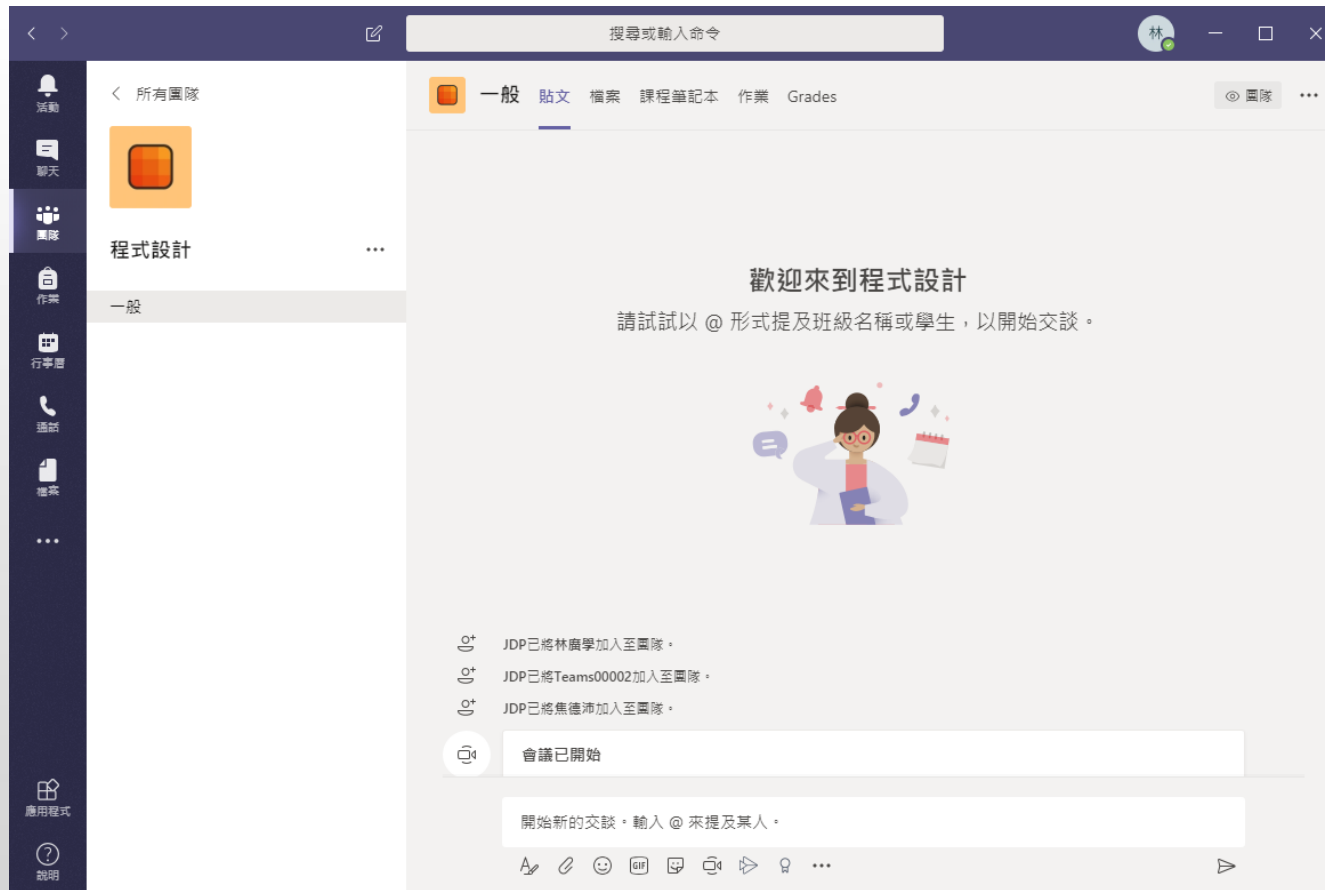 搜尋或輸入命令
林
活動
聊天
團隊
作業
行事曆
通話
檔案
應用程式
說明
所有團隊
程式設計
一般
一般 貼文 檔案 課程筆記本 作業 Grades
團隊
歡迎來到程式設計
請試試以 @ 形式提及班級名稱或學生，以開始交談。
JDP已將林廣學加入至團隊。
JDP已將Teams00002加入至團隊。
JDP已將焦德沛加入至團隊。
會議已開始
開始新的交談。輸入 @ 來提及某人。
GIF